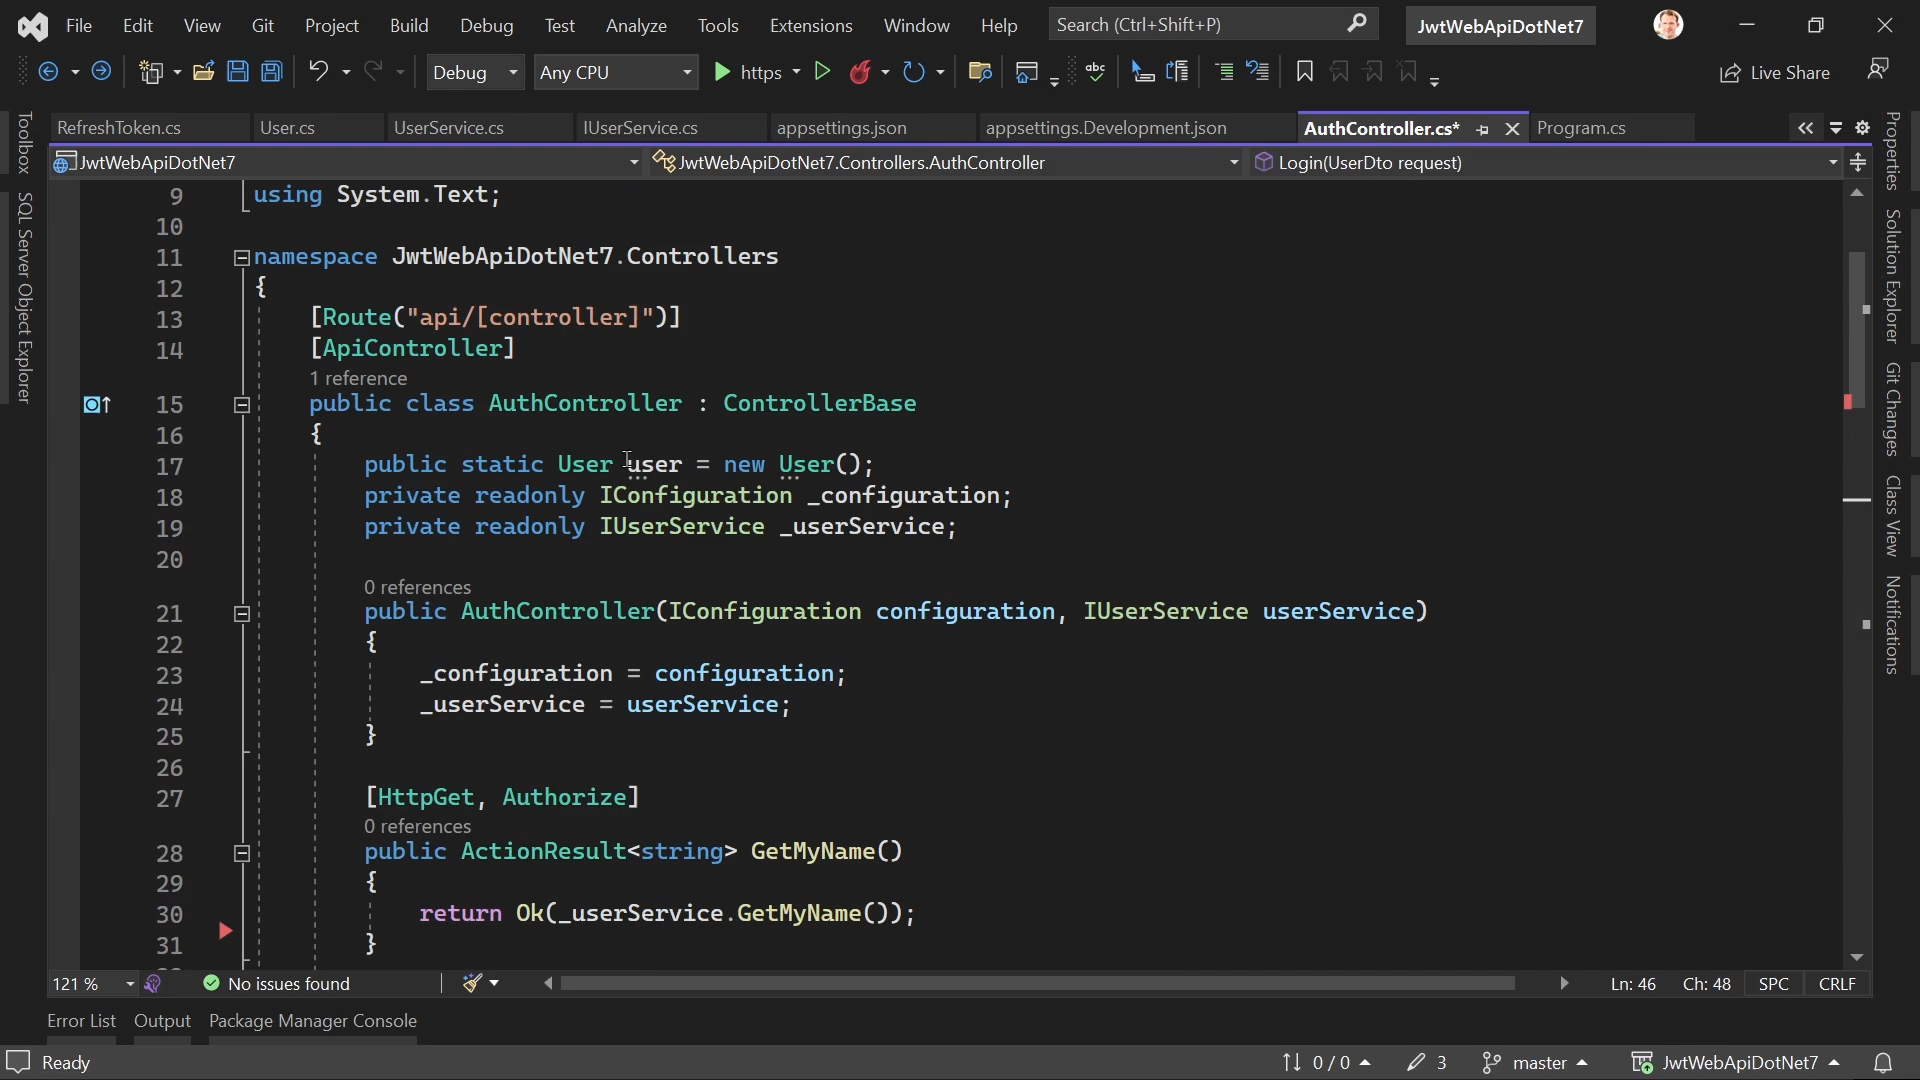 File Edit View Git Project Build Debug Test Analyze Tools Extensions Window Help Search (Ctrl+Shift+P) JwtWebApiDotNet7
Debug Any CPU https abc Live Share
RefreshToken.cs User.cs UserService.cs IUserService.cs appsettings.json appsettings.Development.json AuthController.cs* Program.cs
JwtWebApiDotNet7 JwtWebApiDotNet7.Controllers.AuthController Login(UserDto request)
Toolbox
SQL Server Object Explorer
9 using System.Text;
10
11 namespace JwtWebApiDotNet7.Controllers
12 {
13 [Route("api/[controller]")]
14 [ApiController]
1 reference
15 public class AuthController : ControllerBase
16 {
17 public static User user = new User();
18 private readonly IConfiguration _configuration;
19 private readonly IUserService _userService;
20
0 references
21 public AuthController(IConfiguration configuration, IUserService userService)
22 {
23 _configuration = configuration;
24 _userService = userService;
25 }
26
27 [HttpGet, Authorize]
0 references
28 public ActionResult<string> GetMyName()
29 {
30 return Ok(_userService.GetMyName());
31 }
Properties
Solution Explorer
Git Changes
Class View
Notifications
121 % No issues found Ln: 46 Ch: 48 SPC CRLF
Error List Output Package Manager Console
Ready 0 / 0 3 master JwtWebApiDotNet7